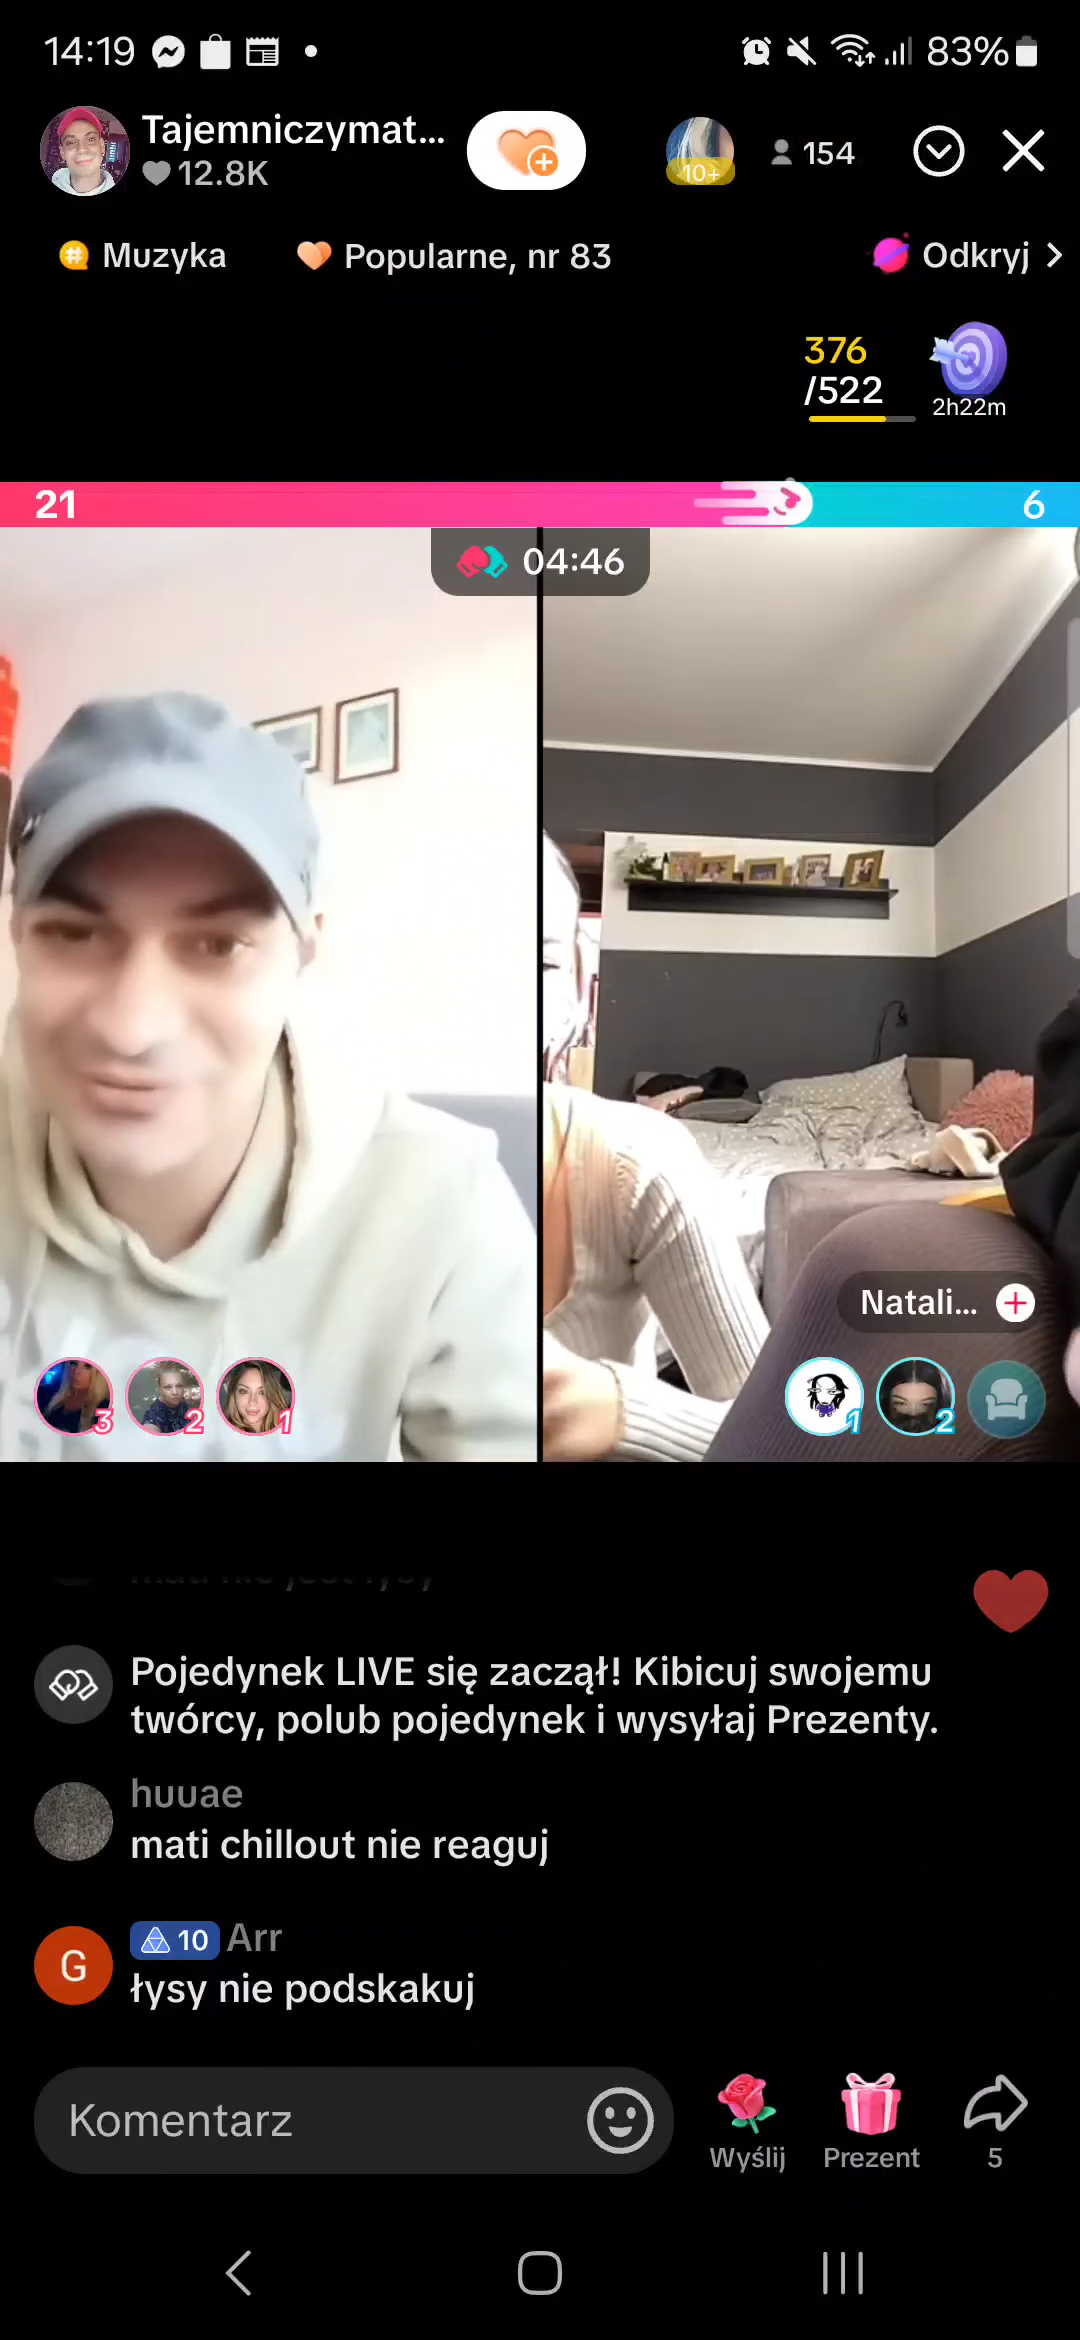 14:19
83%
Tajemniczymat...
12.8K
10+
154
Muzyka
Popularne, nr 83
Odkryj
376
/522
2h22m
21
6
04:46
Natali...
3
2
1
1
2
Pojedynek LIVE się zaczął! Kibicuj swojemu
twórcy, polub pojedynek i wysyłaj Prezenty.
huuae
mati chillout nie reaguj
G
10 Arr
łysy nie podskakuj
Komentarz
Wyślij
Prezent
5